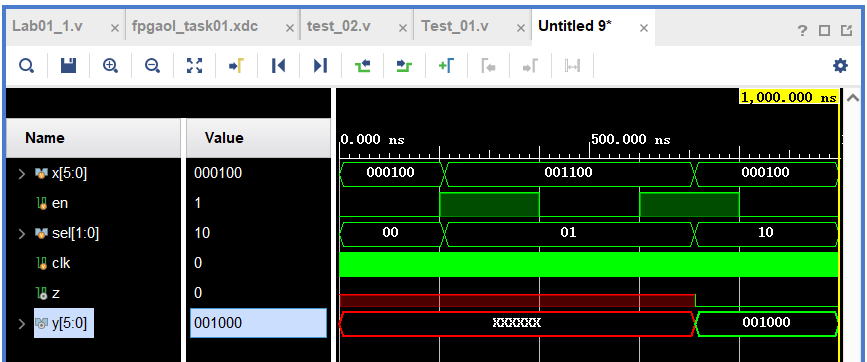 Lab01_1.v × fpgaol_task01.xdc × test_02.v × Test_01.v × Untitled 9* × ?
1,000.000 ns
Name Value 0.000 ns 500.000 ns
x[5:0] 000100 000100 001100 000100
en 1
sel[1:0] 10 00 01 10
clk 0
z 0
y[5:0] 001000 XXXXXX 001000